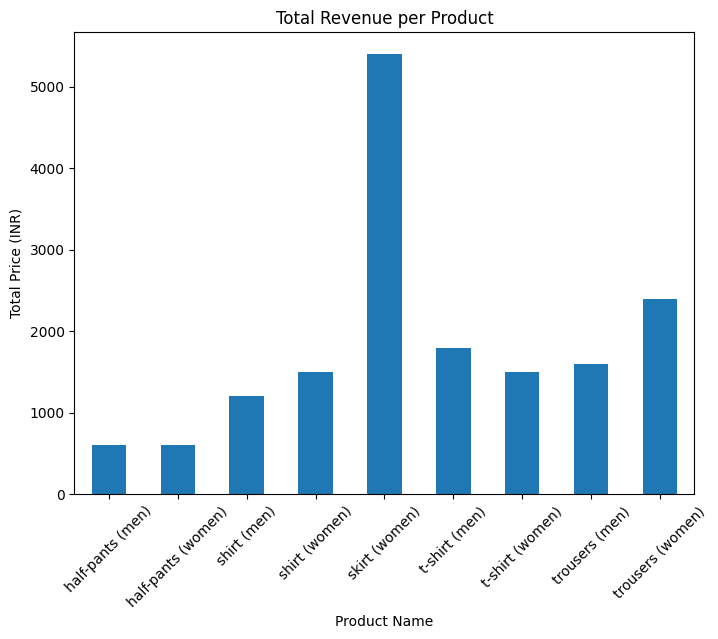 Total Revenue per Product
Total Price (INR)
5000
4000
3000
2000
1000
0
half-pants (men)
half-pants (women)
shirt (men)
shirt (women)
skirt (women)
t-shirt (men)
t-shirt (women)
trousers (men)
trousers (women)
Product Name